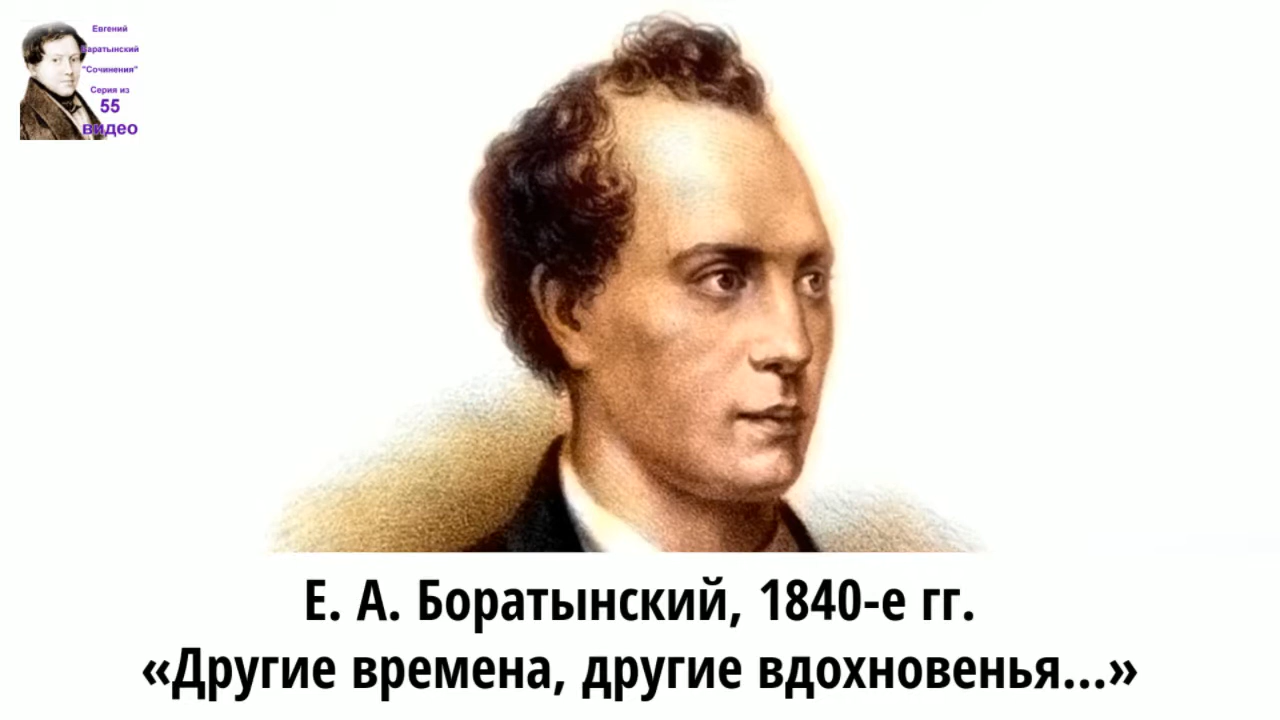 Евгений
Баратынский
"Сочинения"
Серия из
55
видео
Е. А. Боратынский, 1840-е гг.
«Другие времена, другие вдохновенья...»